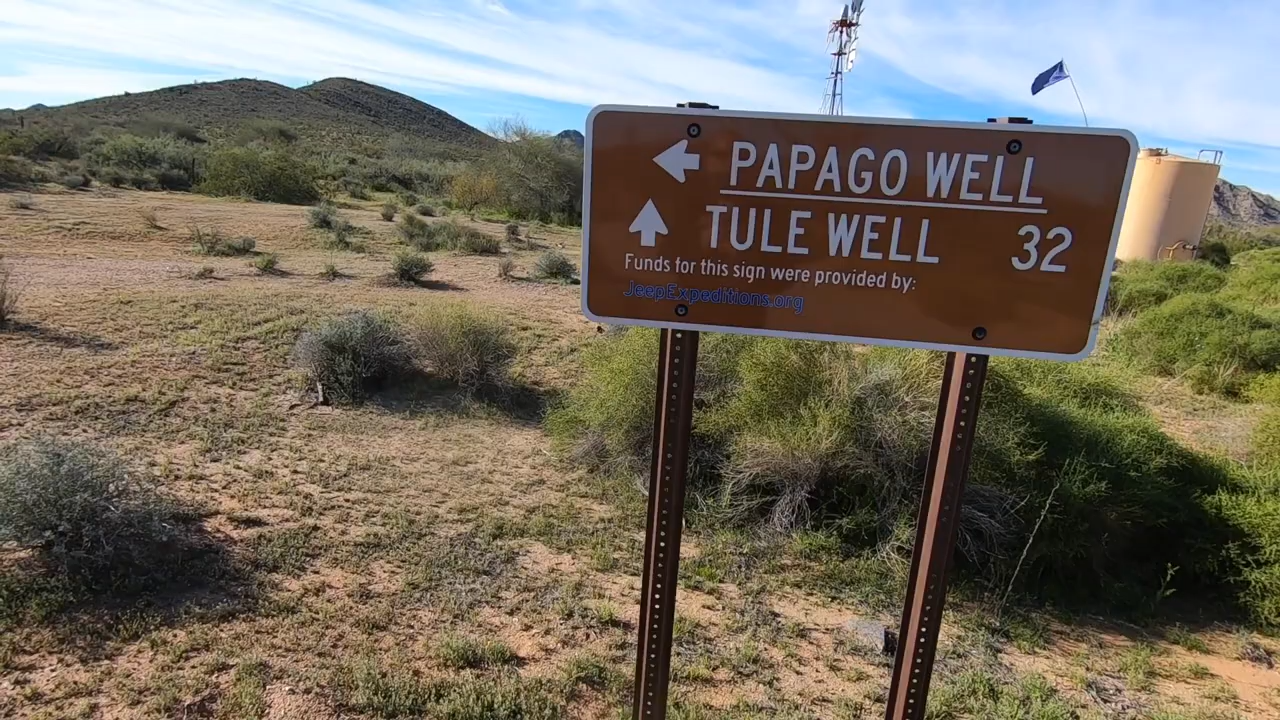 PAPAGO WELL
TULE WELL 32
Funds for this sign were provided by:
JeepExpeditions.org